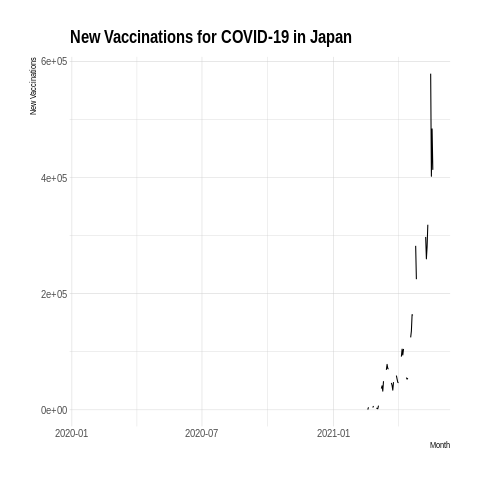 New Vaccinations for COVID-19 in Japan
New Vaccinations
6e+05
4e+05
2e+05
0e+00
2020-01 2020-07 2021-01
Month